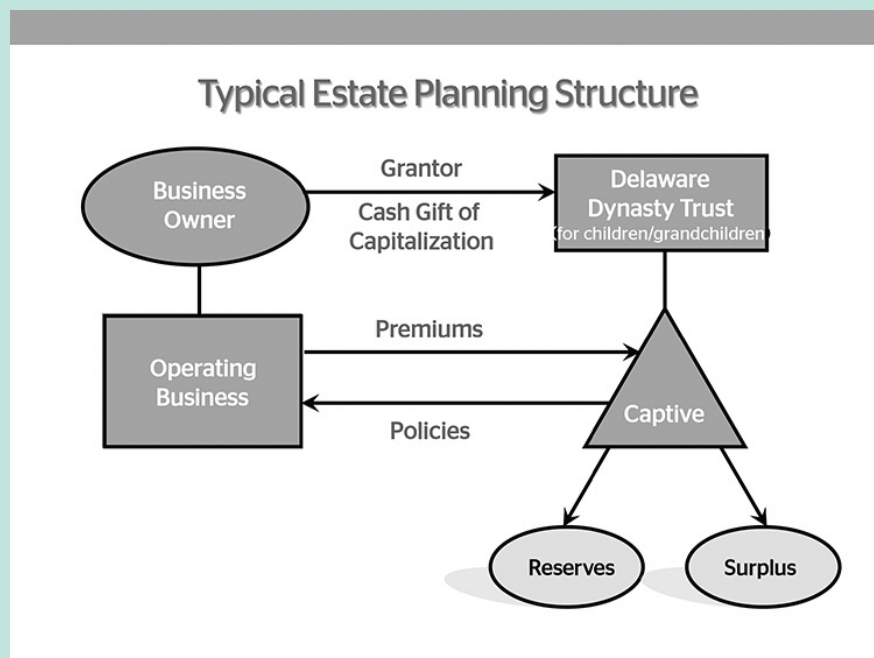 Typical Estate Planning Structure
Business
Owner
Grantor
Cash Gift of
Capitalization
Delaware
Dynasty Trust
(for children/grandchildren)
Operating
Business
Premiums
Policies
Captive
Reserves
Surplus